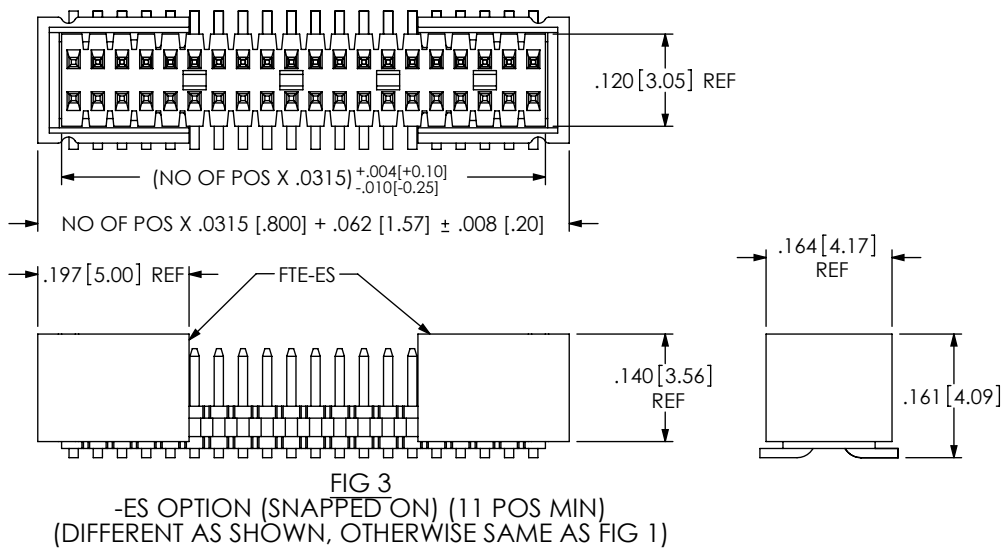 .120 [3.05] REF
(NO OF POS X .0315) +.004[+0.10]
-.010[-0.25]
NO OF POS X .0315 [.800] + .062 [1.57] ± .008 [.20]
.197 [5.00] REF
FTE-ES
.164 [4.17]
REF
.140 [3.56]
REF
.161 [4.09]
FIG 3
-ES OPTION (SNAPPED ON) (11 POS MIN)
(DIFFERENT AS SHOWN, OTHERWISE SAME AS FIG 1)